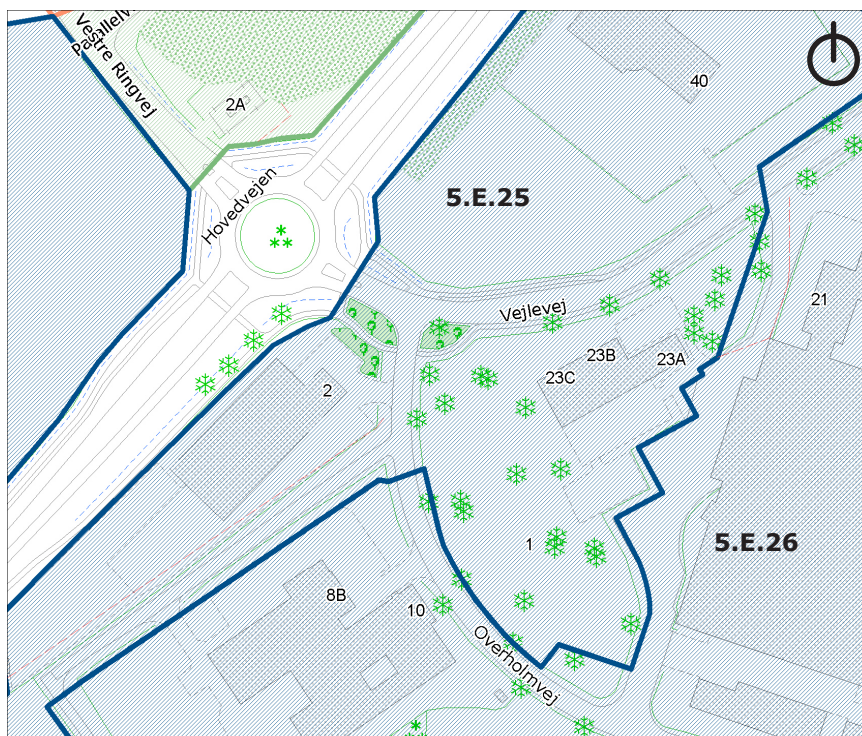 Vestre Ringvej
2A
40
Hovedvejen
5.E.25
21
Vejlevej
23B
23A
23C
2
5.E.26
1
8B
10
Overholmvej